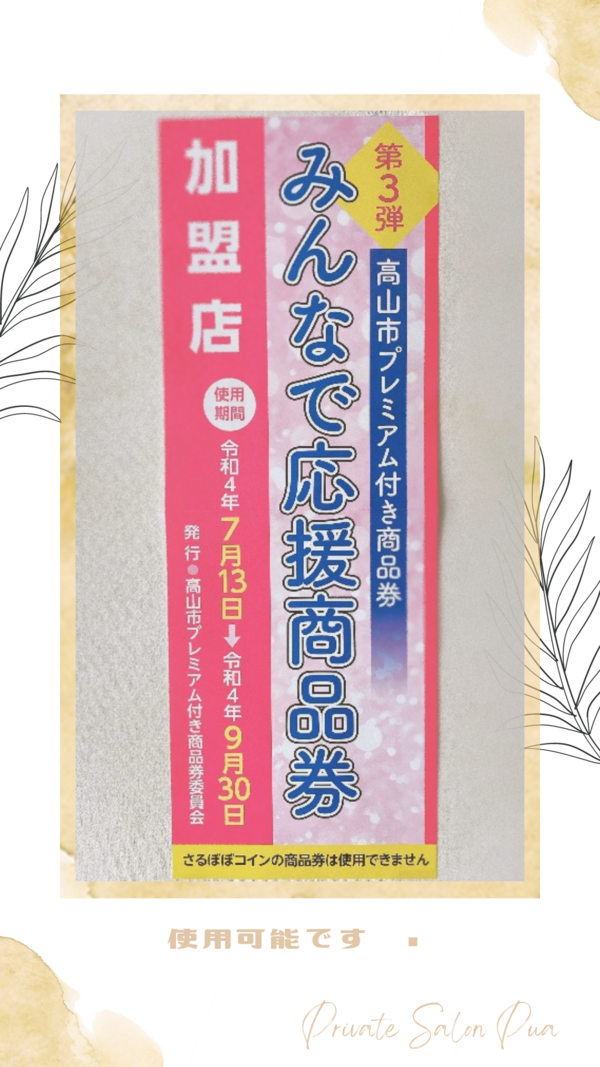 第3弾
高山市プレミアム付き商品券
みんなで応援商品券
加盟店
使用
期間
令和4年7月13日➡令和4年9月30日
発行●高山市プレミアム付き商品券委員会
さるぼぼコインの商品券は使用できません
使用可能です ▪
Private Salon Pua